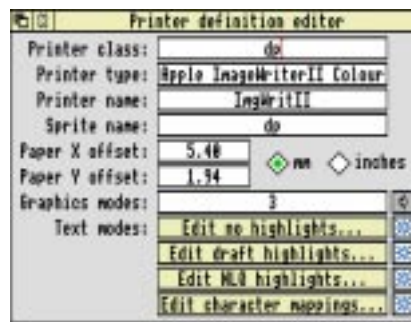 Printer definition editor
Printer class: dp
Printer type: Apple ImageWriterII Colour
Printer name: ImgWritII
Sprite name: dp
Paper X offset: 5.40
mm inches
Paper Y offset: 1.94
Graphics modes: 3
Text modes: Edit no highlights...
Edit draft highlights...
Edit NLQ highlights...
Edit character mappings...